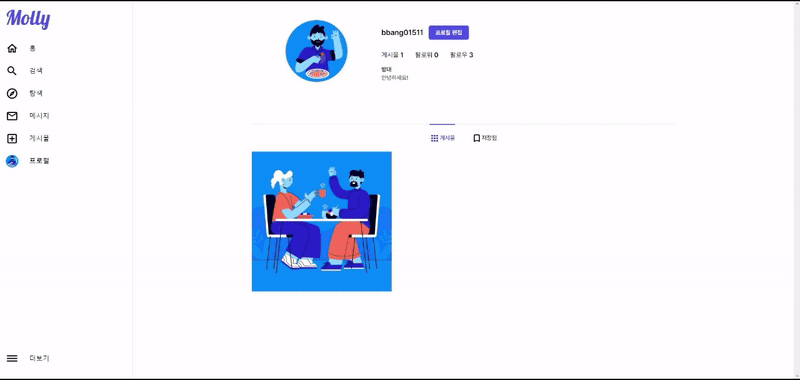 Molly
홈
검색
탐색
메시지
게시물
프로필
더보기
bbang01511 프로필 편집
게시물 1 팔로워 0 팔로우 3
빵대
안녕하세요!
게시물 저장됨